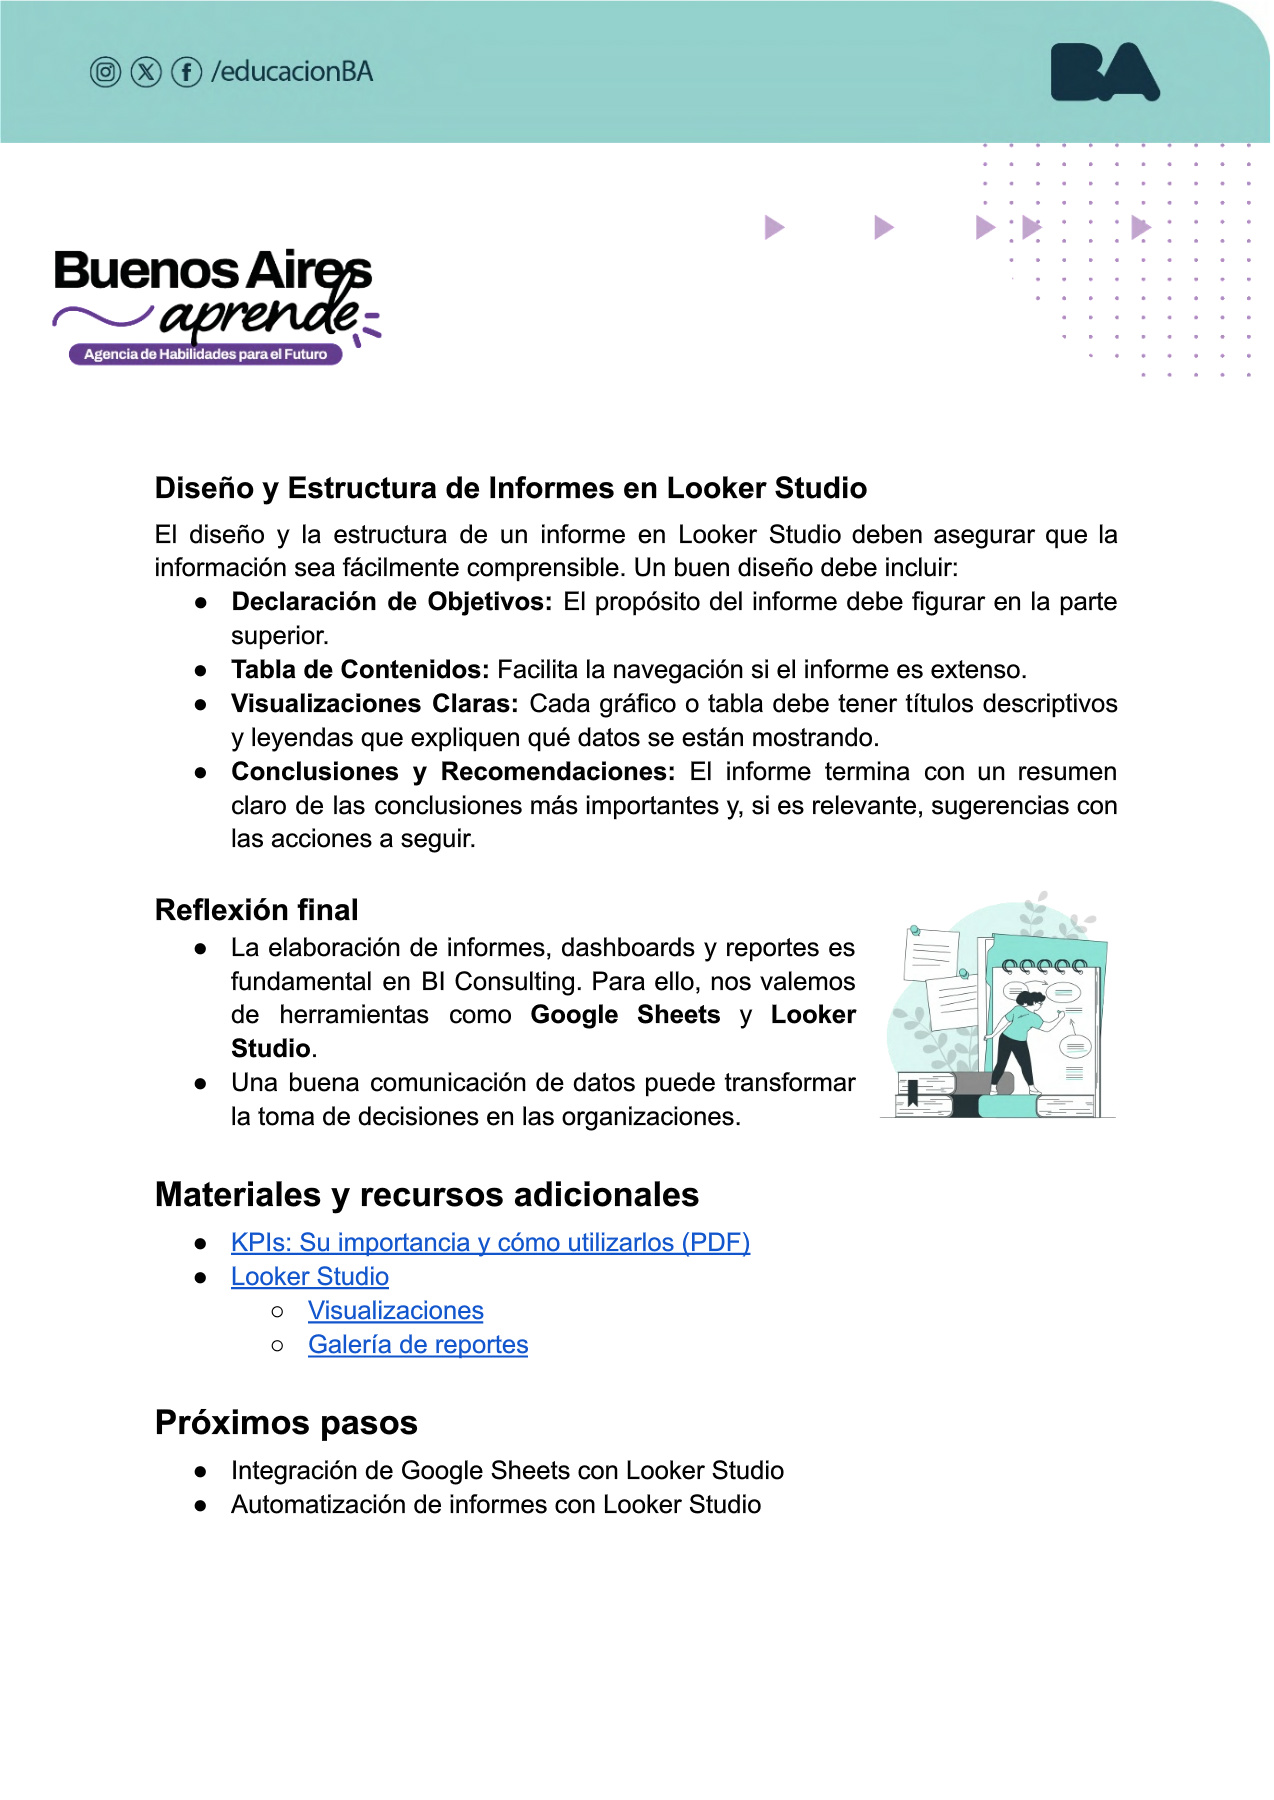 /educacionBA
BA
Buenos Aires
aprende
Agencia de Habilidades para el Futuro
Diseño y Estructura de Informes en Looker Studio
El diseño y la estructura de un informe en Looker Studio deben asegurar que la
información sea fácilmente comprensible. Un buen diseño debe incluir:
● Declaración de Objetivos: El propósito del informe debe figurar en la parte
superior.
● Tabla de Contenidos: Facilita la navegación si el informe es extenso.
● Visualizaciones Claras: Cada gráfico o tabla debe tener títulos descriptivos
y leyendas que expliquen qué datos se están mostrando.
● Conclusiones y Recomendaciones: El informe termina con un resumen
claro de las conclusiones más importantes y, si es relevante, sugerencias con
las acciones a seguir.
Reflexión final
● La elaboración de informes, dashboards y reportes es
fundamental en BI Consulting. Para ello, nos valemos
de herramientas como Google Sheets y Looker
Studio.
● Una buena comunicación de datos puede transformar
la toma de decisiones en las organizaciones.
Materiales y recursos adicionales
● KPIs: Su importancia y cómo utilizarlos (PDF)
● Looker Studio
○ Visualizaciones
○ Galería de reportes
Próximos pasos
● Integración de Google Sheets con Looker Studio
● Automatización de informes con Looker Studio